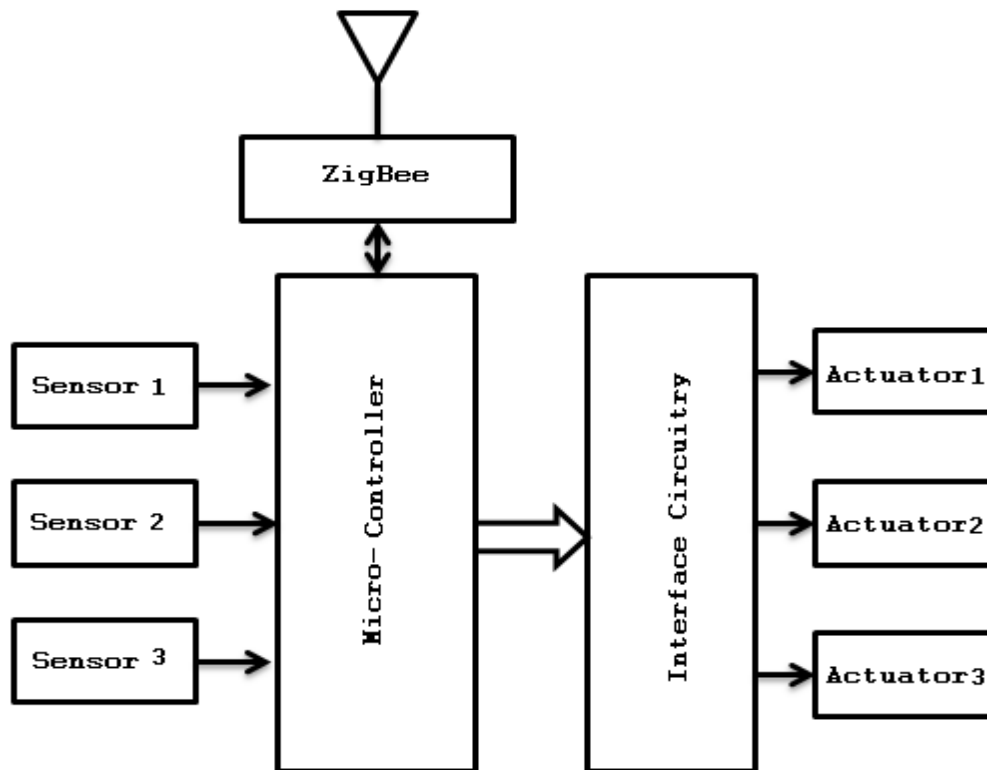 ZigBee
Sensor 1
Sensor 2
Sensor 3
Micro-Controller
Interface Circuitry
Actuator1
Actuator2
Actuator3